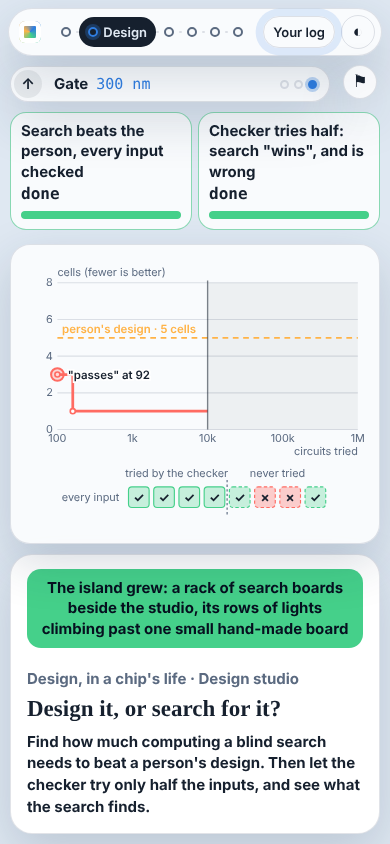 Design
Your log
Gate 300 nm
Search beats the
person, every input
checked
done
Checker tries half:
search "wins", and is
wrong
done
cells (fewer is better)
8
6
person's design · 5 cells
4
"passes" at 92
2
0
100 1k 10k 100k 1M
circuits tried
tried by the checker never tried
every input
The island grew: a rack of search boards
beside the studio, its rows of lights
climbing past one small hand-made board
Design, in a chip's life · Design studio
Design it, or search for it?
Find how much computing a blind search
needs to beat a person's design. Then let the
checker try only half the inputs, and see what
the search finds.